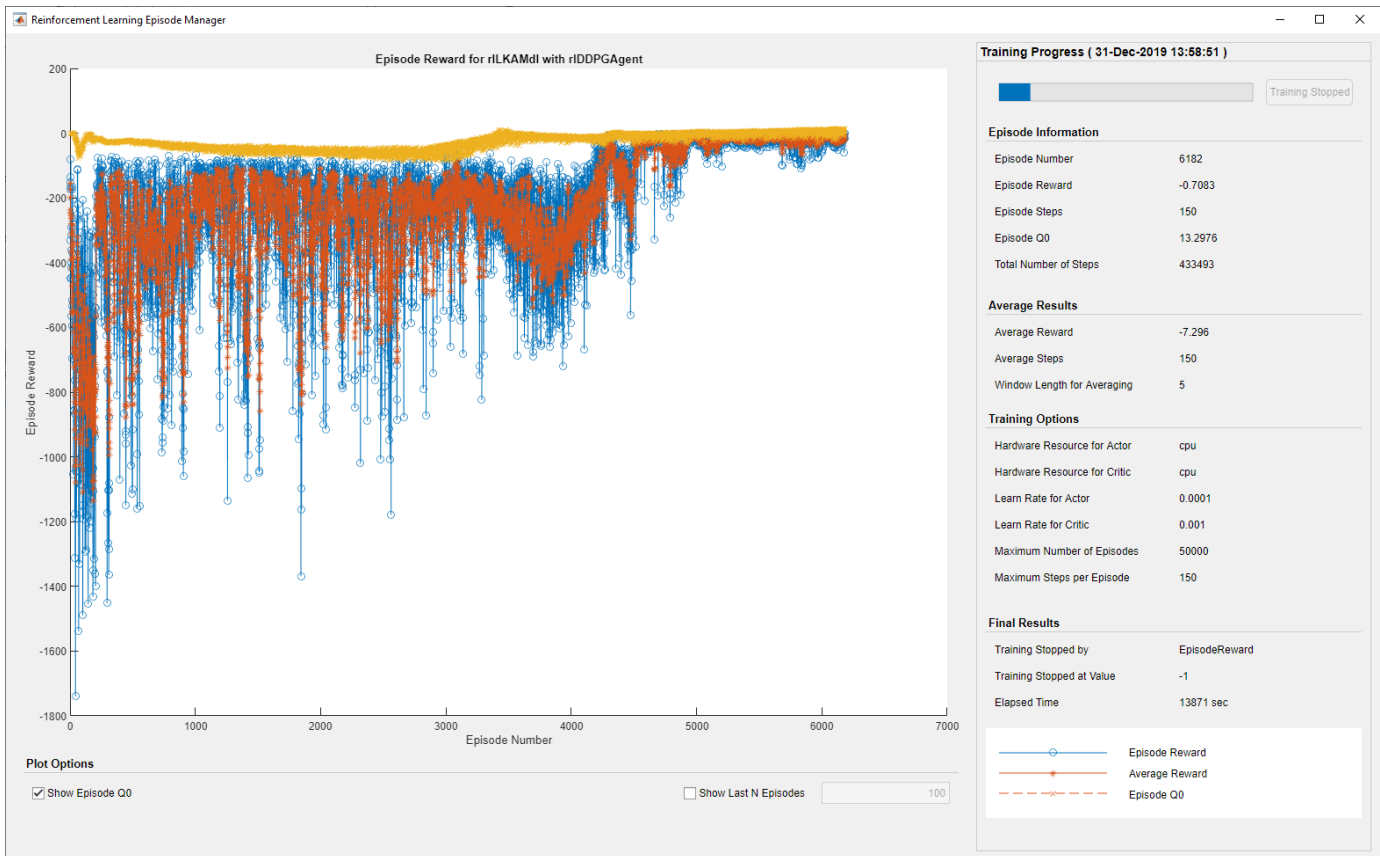 Reinforcement Learning Episode Manager
Episode Reward for rlLKAMdl with rlDDPGAgent
200
0
-200
-400
-600
-800
-1000
-1200
-1400
-1600
-1800
Episode Reward
0 1000 2000 3000 4000 5000 6000 7000
Episode Number
Plot Options
Show Episode Q0
Show Last N Episodes 100
Training Progress ( 31-Dec-2019 13:58:51 )
Training Stopped
Episode Information
Episode Number 6182
Episode Reward -0.7083
Episode Steps 150
Episode Q0 13.2976
Total Number of Steps 433493
Average Results
Average Reward -7.296
Average Steps 150
Window Length for Averaging 5
Training Options
Hardware Resource for Actor cpu
Hardware Resource for Critic cpu
Learn Rate for Actor 0.0001
Learn Rate for Critic 0.001
Maximum Number of Episodes 50000
Maximum Steps per Episode 150
Final Results
Training Stopped by EpisodeReward
Training Stopped at Value -1
Elapsed Time 13871 sec
Episode Reward
Average Reward
Episode Q0